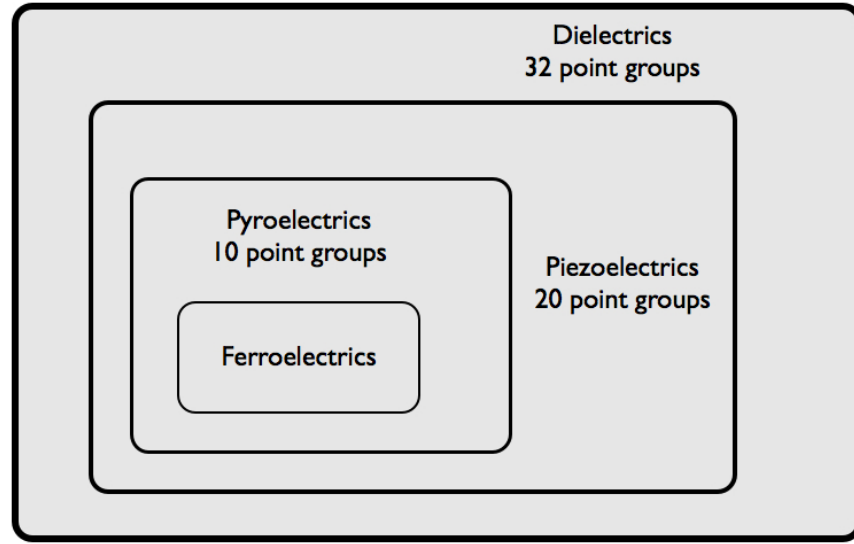 Dielectrics
32 point groups
Pyroelectrics
10 point groups
Piezoelectrics
20 point groups
Ferroelectrics